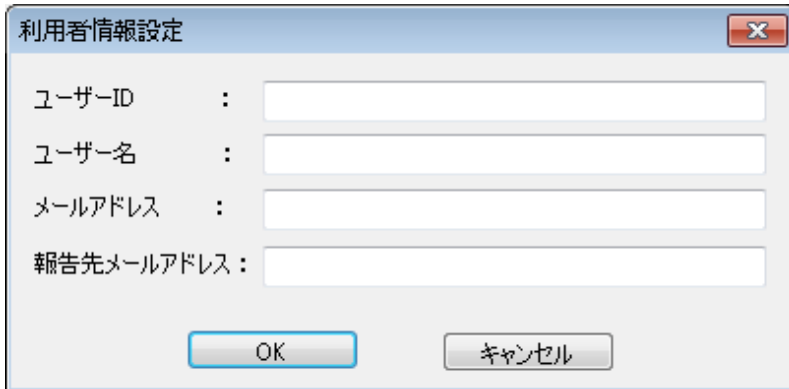 利用者情報設定
ユーザーID :
ユーザー名 :
メールアドレス :
報告先メールアドレス:
OK キャンセル